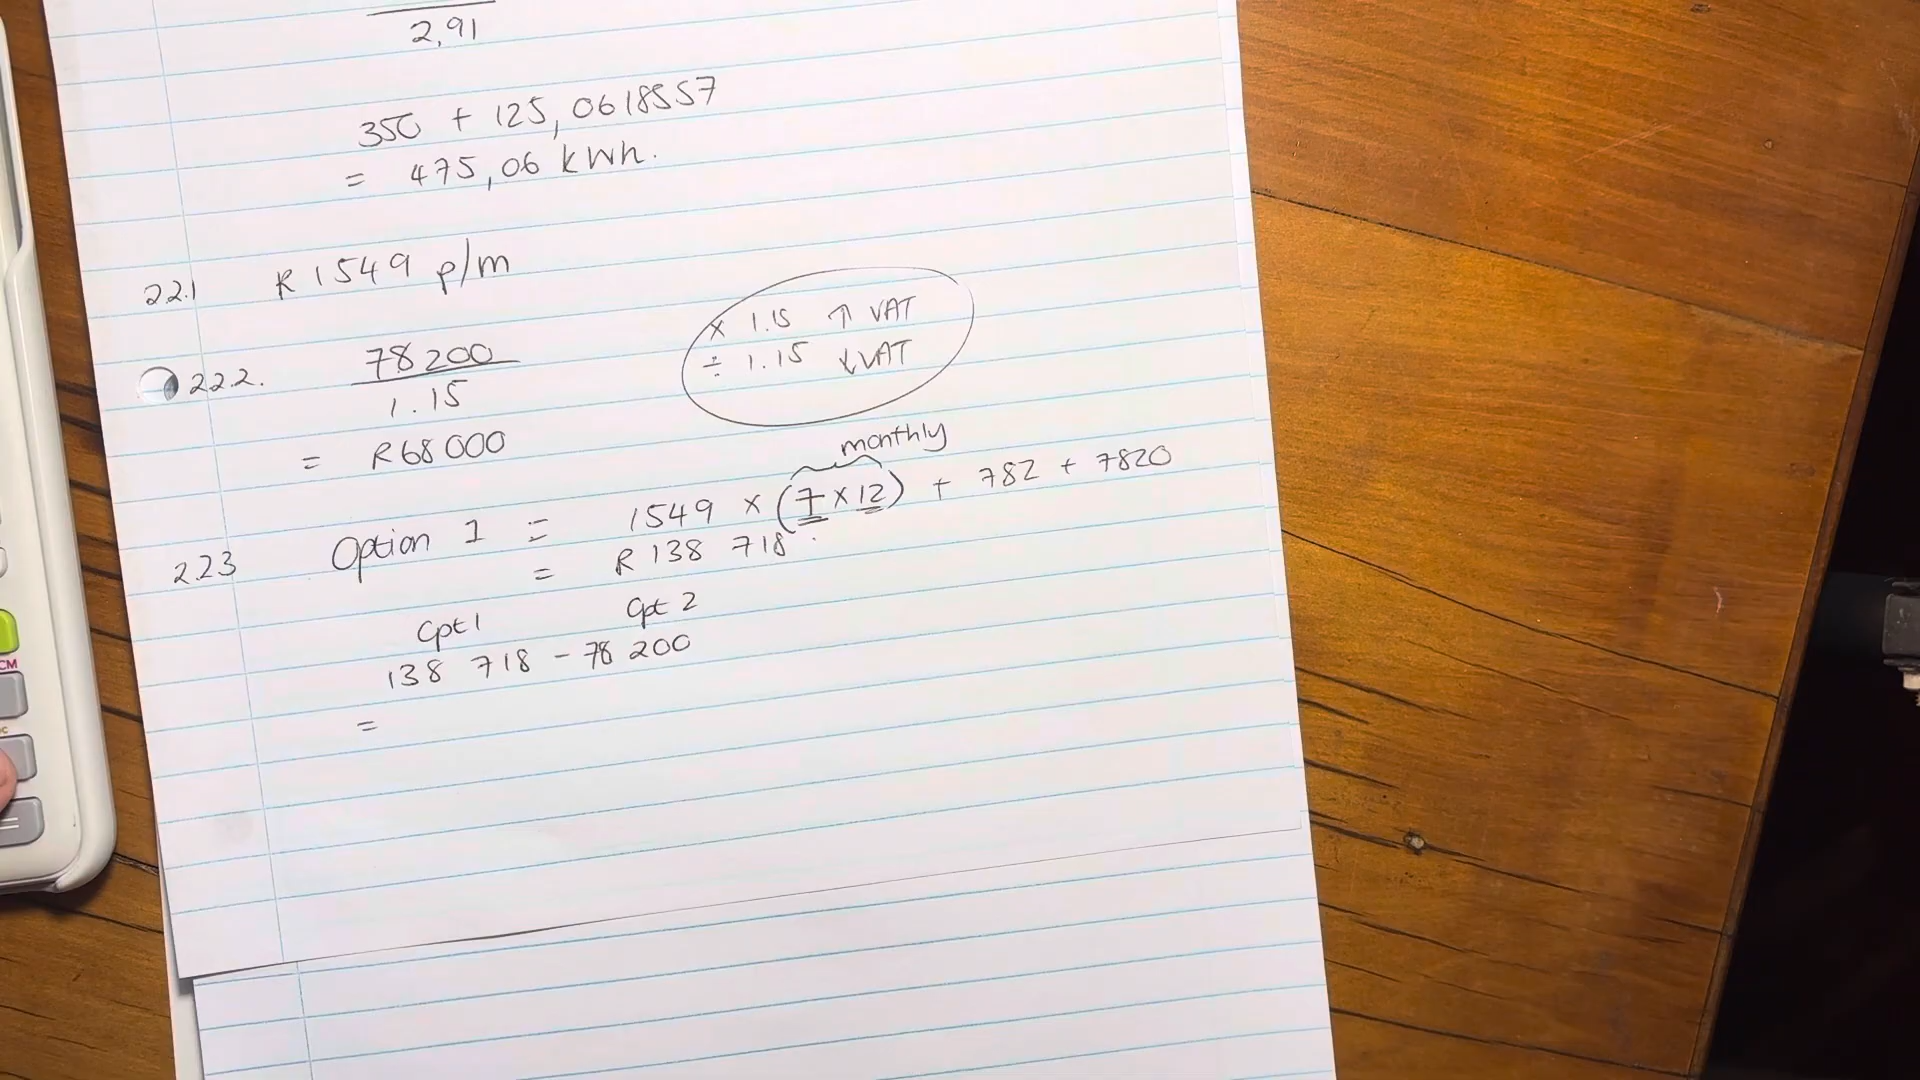 2,91
350 + 125,0618557
= 475,06 kWh.
2.2.1 R 1549 p/m
2.2.2. 78 200
1.15
= R68 000
× 1.15 ↑ VAT
÷ 1.15 ↓ VAT
monthly
2.2.3 Option 1 = 1549 × (7 × 12) + 782 + 7820
= R 138 718.
Opt 1 Opt 2
138 718 - 78 200
=
CM